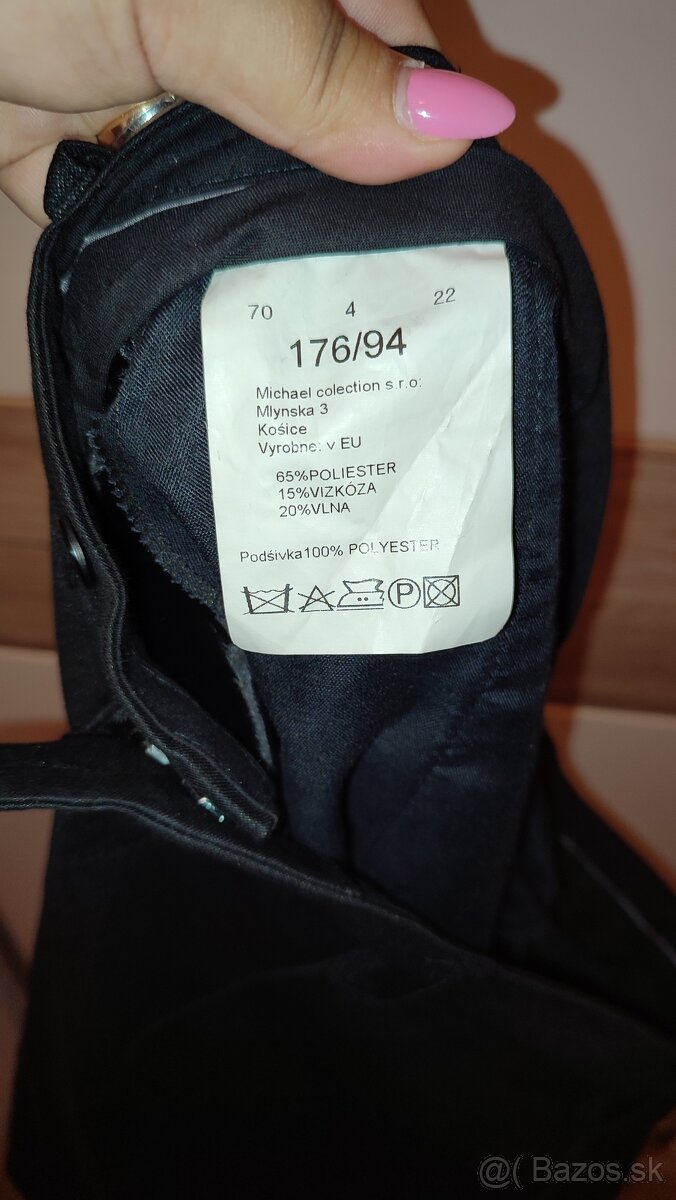 70 4 22
176/94
Michael colection s.r.o:
Mlynska 3
Košice
Vyrobne: v EU
65%POLIESTER
15%VIZKÓZA
20%VLNA
Podšivka100% POLYESTER
P
@( Bazos.sk